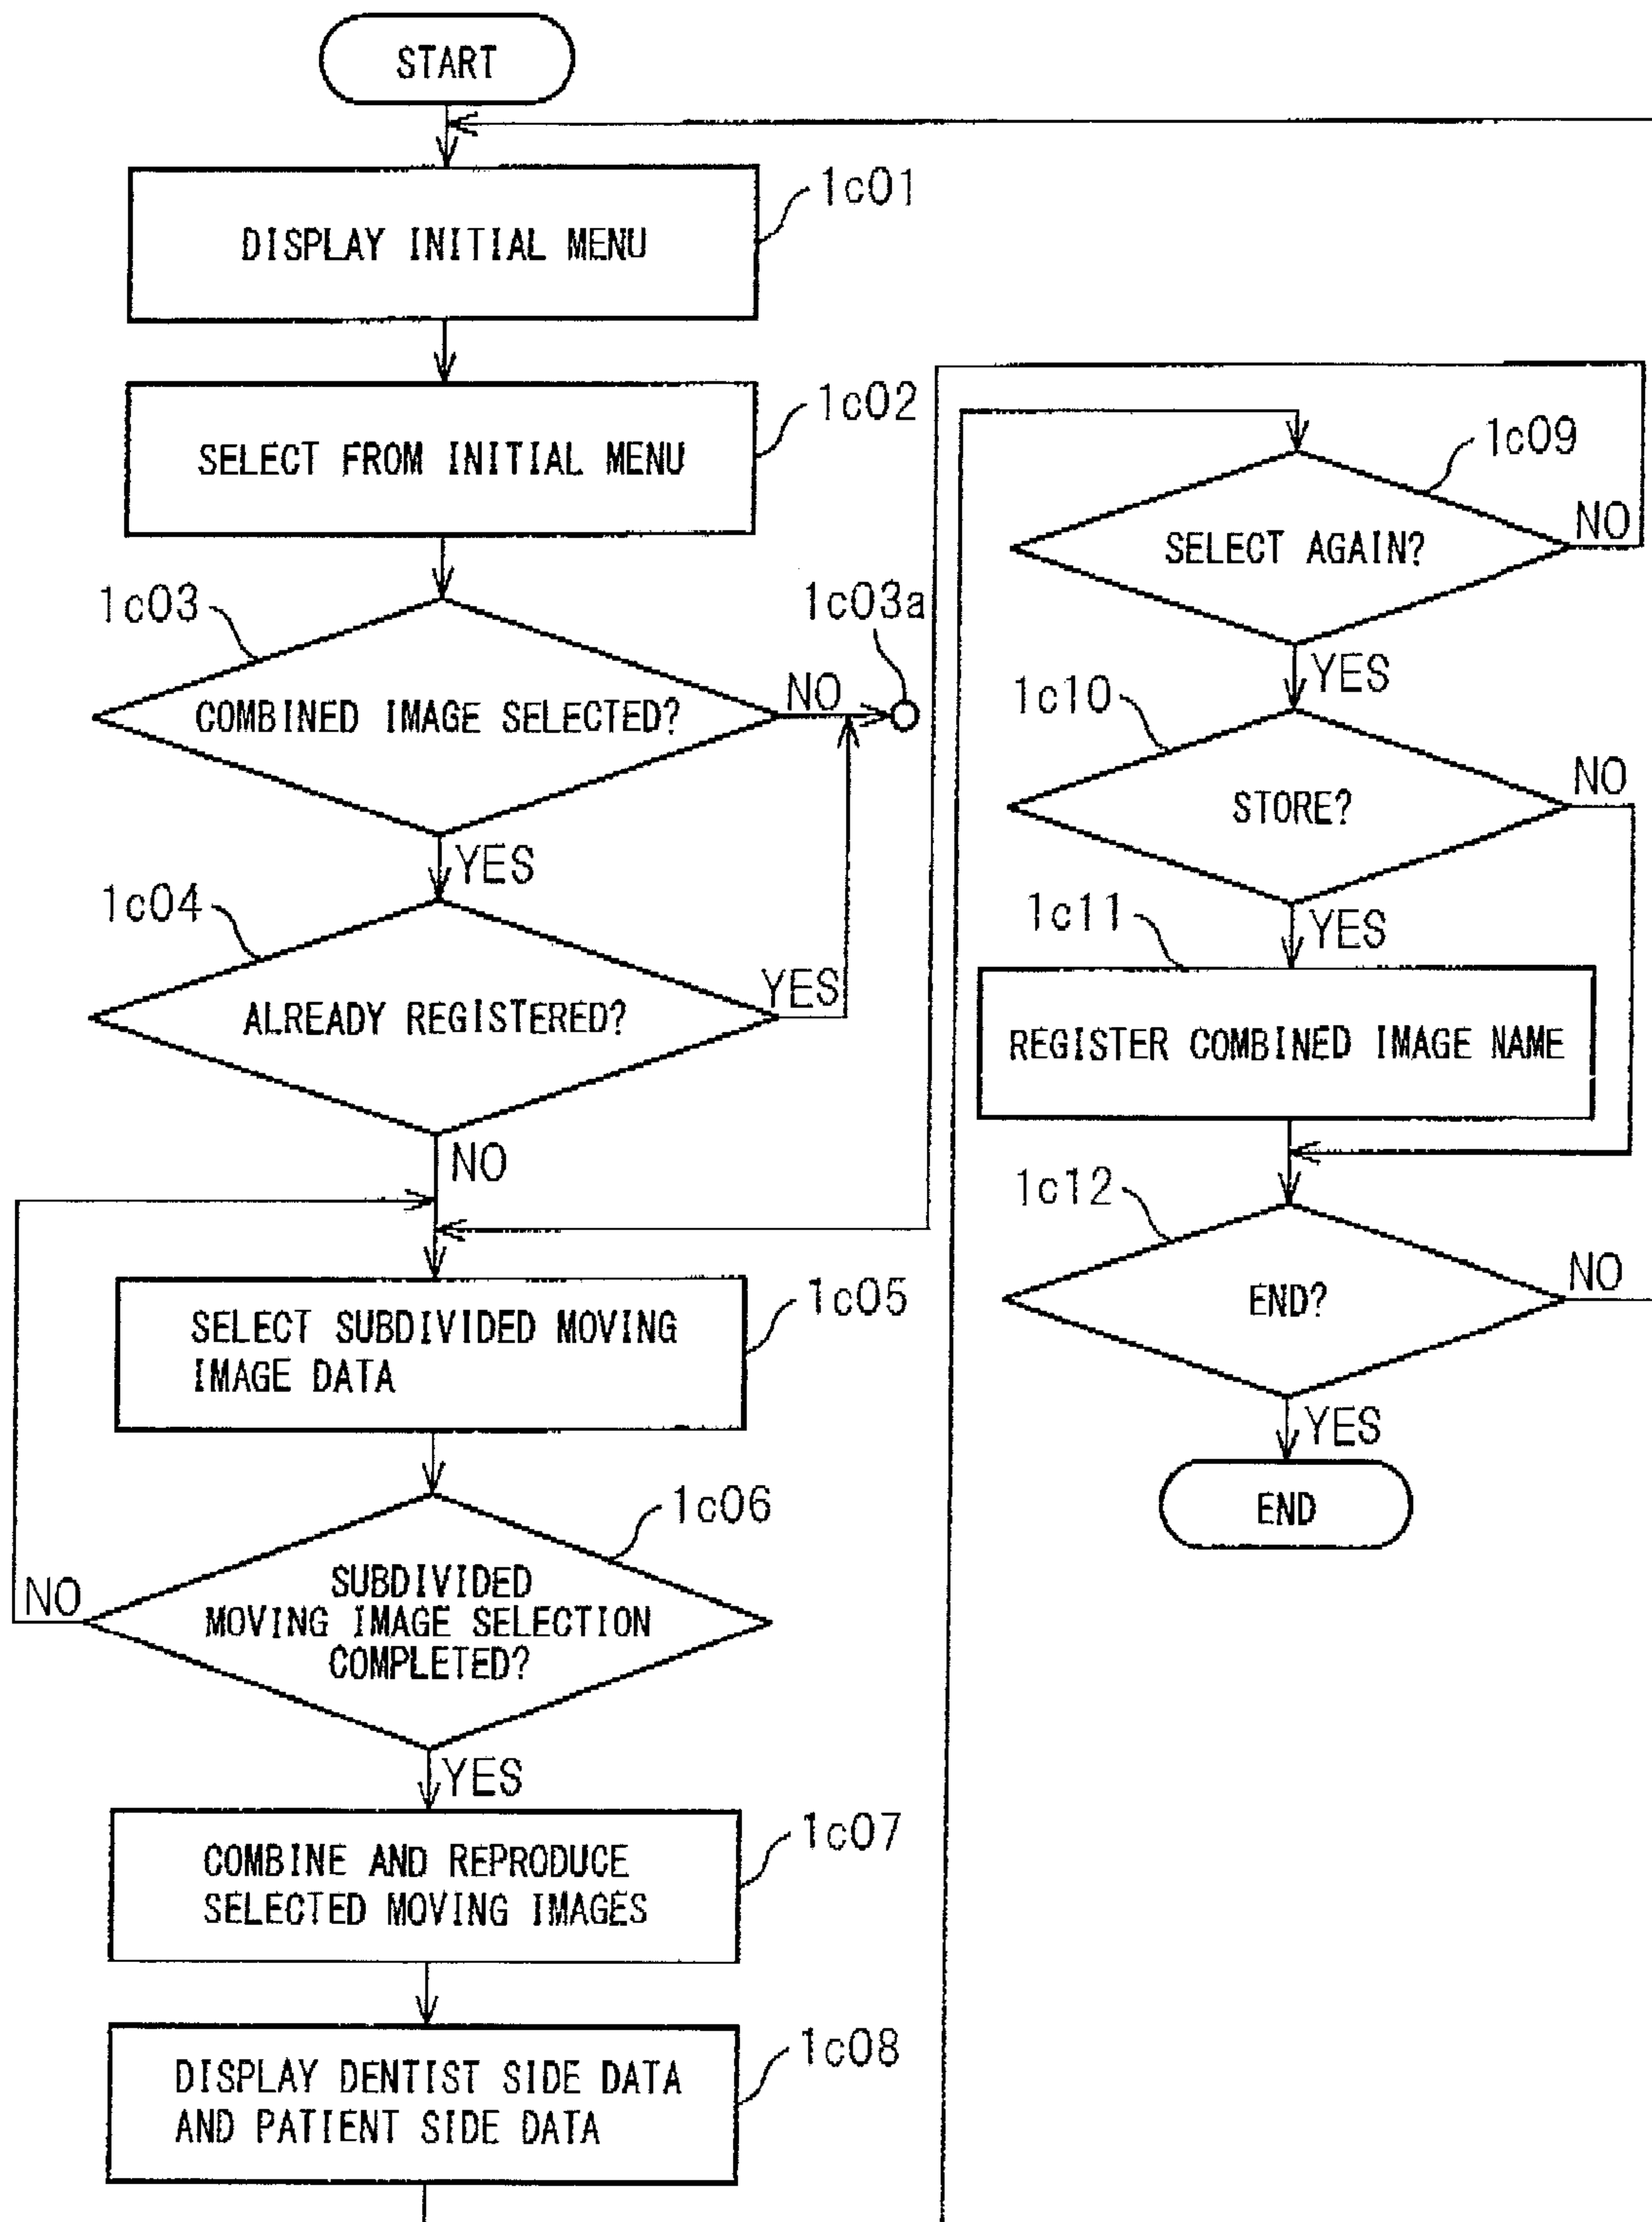 START
1c01
DISPLAY INITIAL MENU
1c02
SELECT FROM INITIAL MENU
1c03
COMBINED IMAGE SELECTED?
NO
1c03a
YES
1c04
ALREADY REGISTERED?
YES
NO
1c05
SELECT SUBDIVIDED MOVING
IMAGE DATA
1c06
SUBDIVIDED
MOVING IMAGE SELECTION
COMPLETED?
NO
YES
1c07
COMBINE AND REPRODUCE
SELECTED MOVING IMAGES
1c08
DISPLAY DENTIST SIDE DATA
AND PATIENT SIDE DATA
1c09
SELECT AGAIN?
NO
YES
1c10
STORE?
NO
YES
1c11
REGISTER COMBINED IMAGE NAME
1c12
END?
NO
YES
END